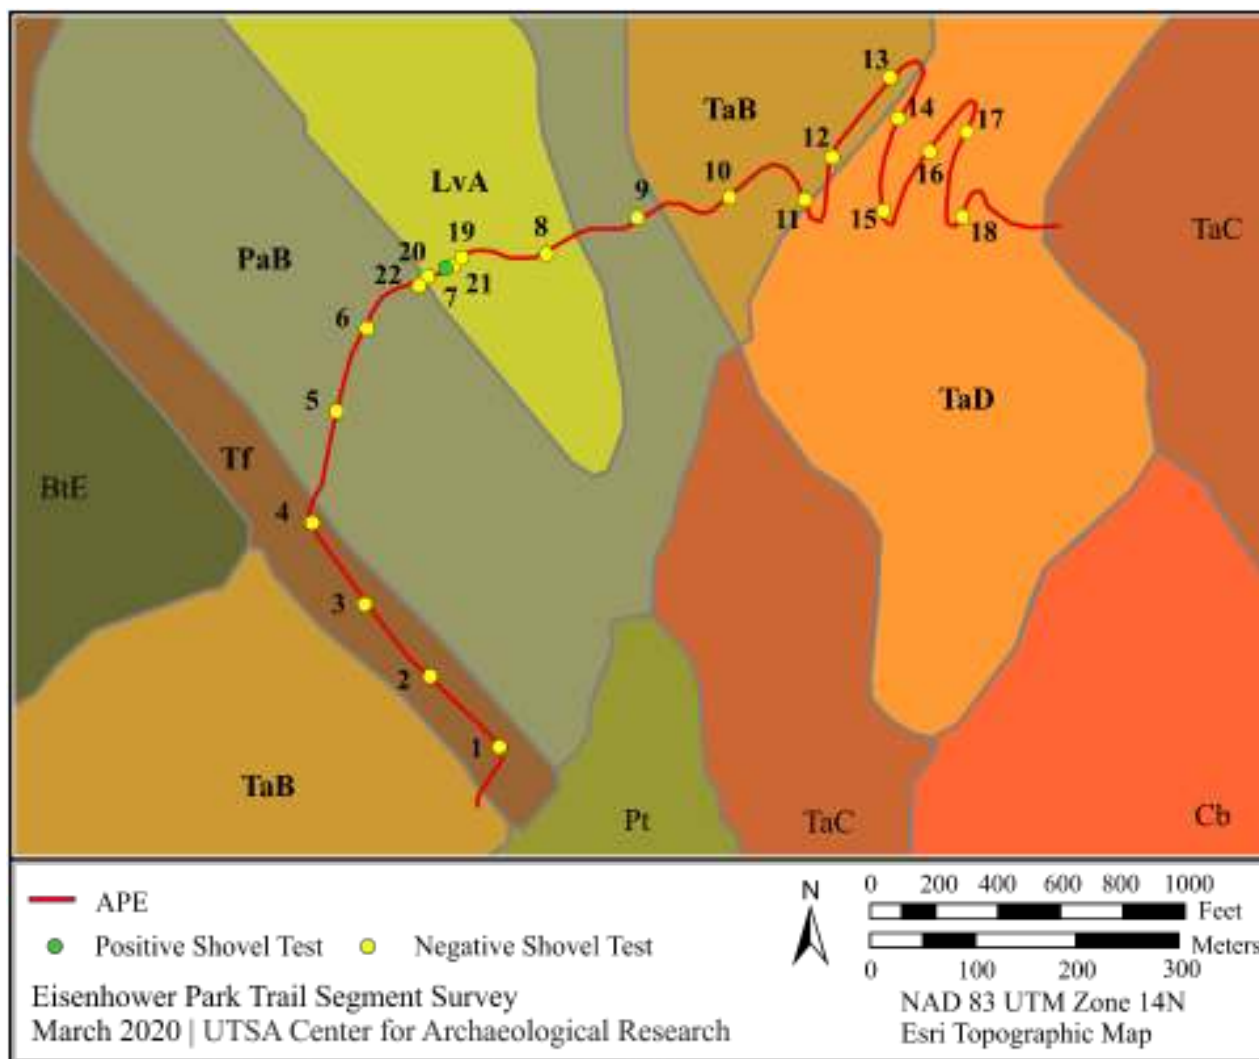 13
TaB
14
17
12
LvA
10
16
9
11
15
18
TaC
8
19
PaB
20
22
21
7
6
TaD
5
Tf
BtE
4
3
2
1
TaB
Pt
TaC
Cb
APE
N
0 200 400 600 800 1000
Feet
Positive Shovel Test
Negative Shovel Test
Meters
0 100 200 300
Eisenhower Park Trail Segment Survey
NAD 83 UTM Zone 14N
March 2020 | UTSA Center for Archaeological Research
Esri Topographic Map